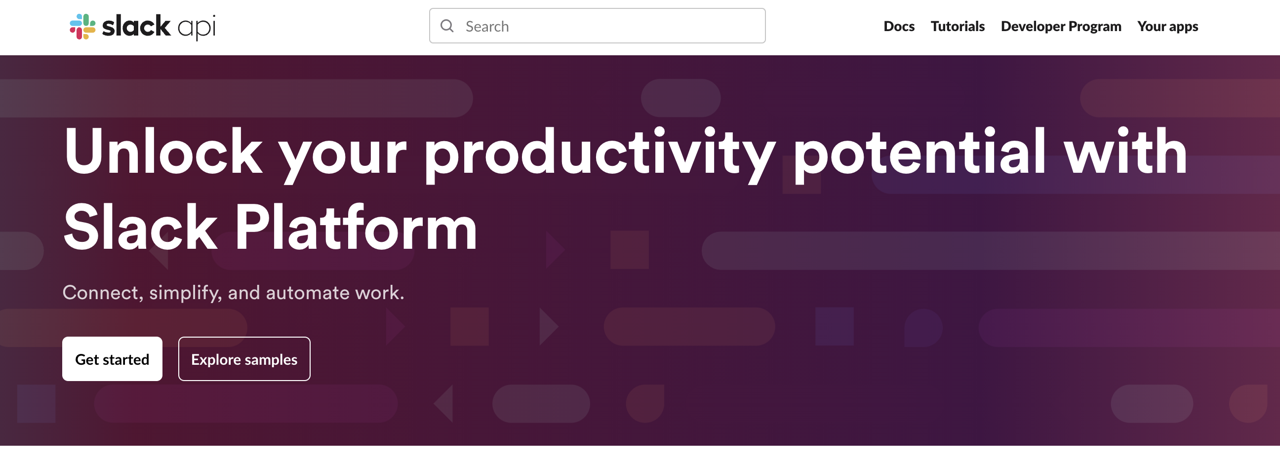 slack api
Search
Docs
Tutorials
Developer Program
Your apps
Unlock your productivity potential with
Slack Platform
Connect, simplify, and automate work.
Get started
Explore samples